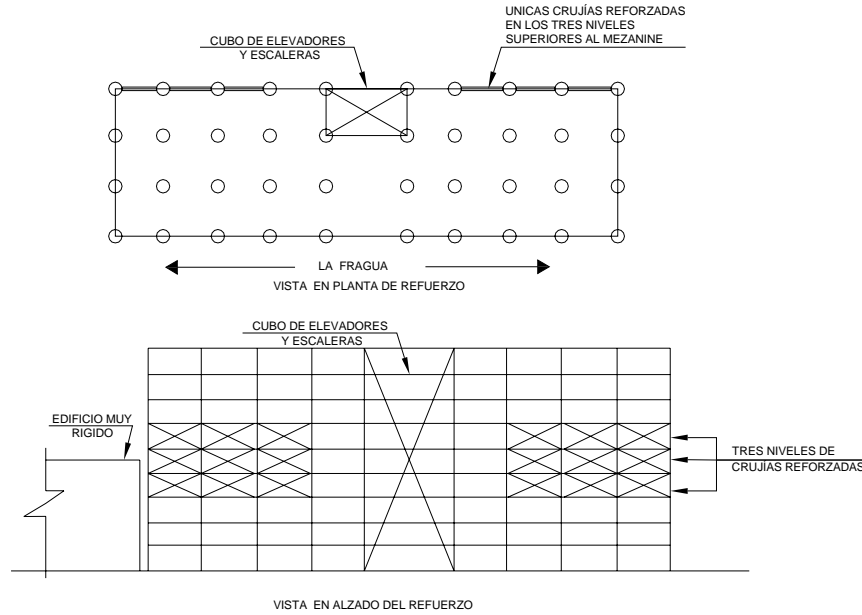 UNICAS CRUJÍAS REFORZADAS
EN LOS TRES NIVELES
SUPERIORES AL MEZANINE
CUBO DE ELEVADORES
Y ESCALERAS
LA FRAGUA
VISTA EN PLANTA DE REFUERZO
CUBO DE ELEVADORES
Y ESCALERAS
EDIFICIO MUY
RIGIDO
TRES NIVELES DE
CRUJÍAS REFORZADAS
VISTA EN ALZADO DEL REFUERZO